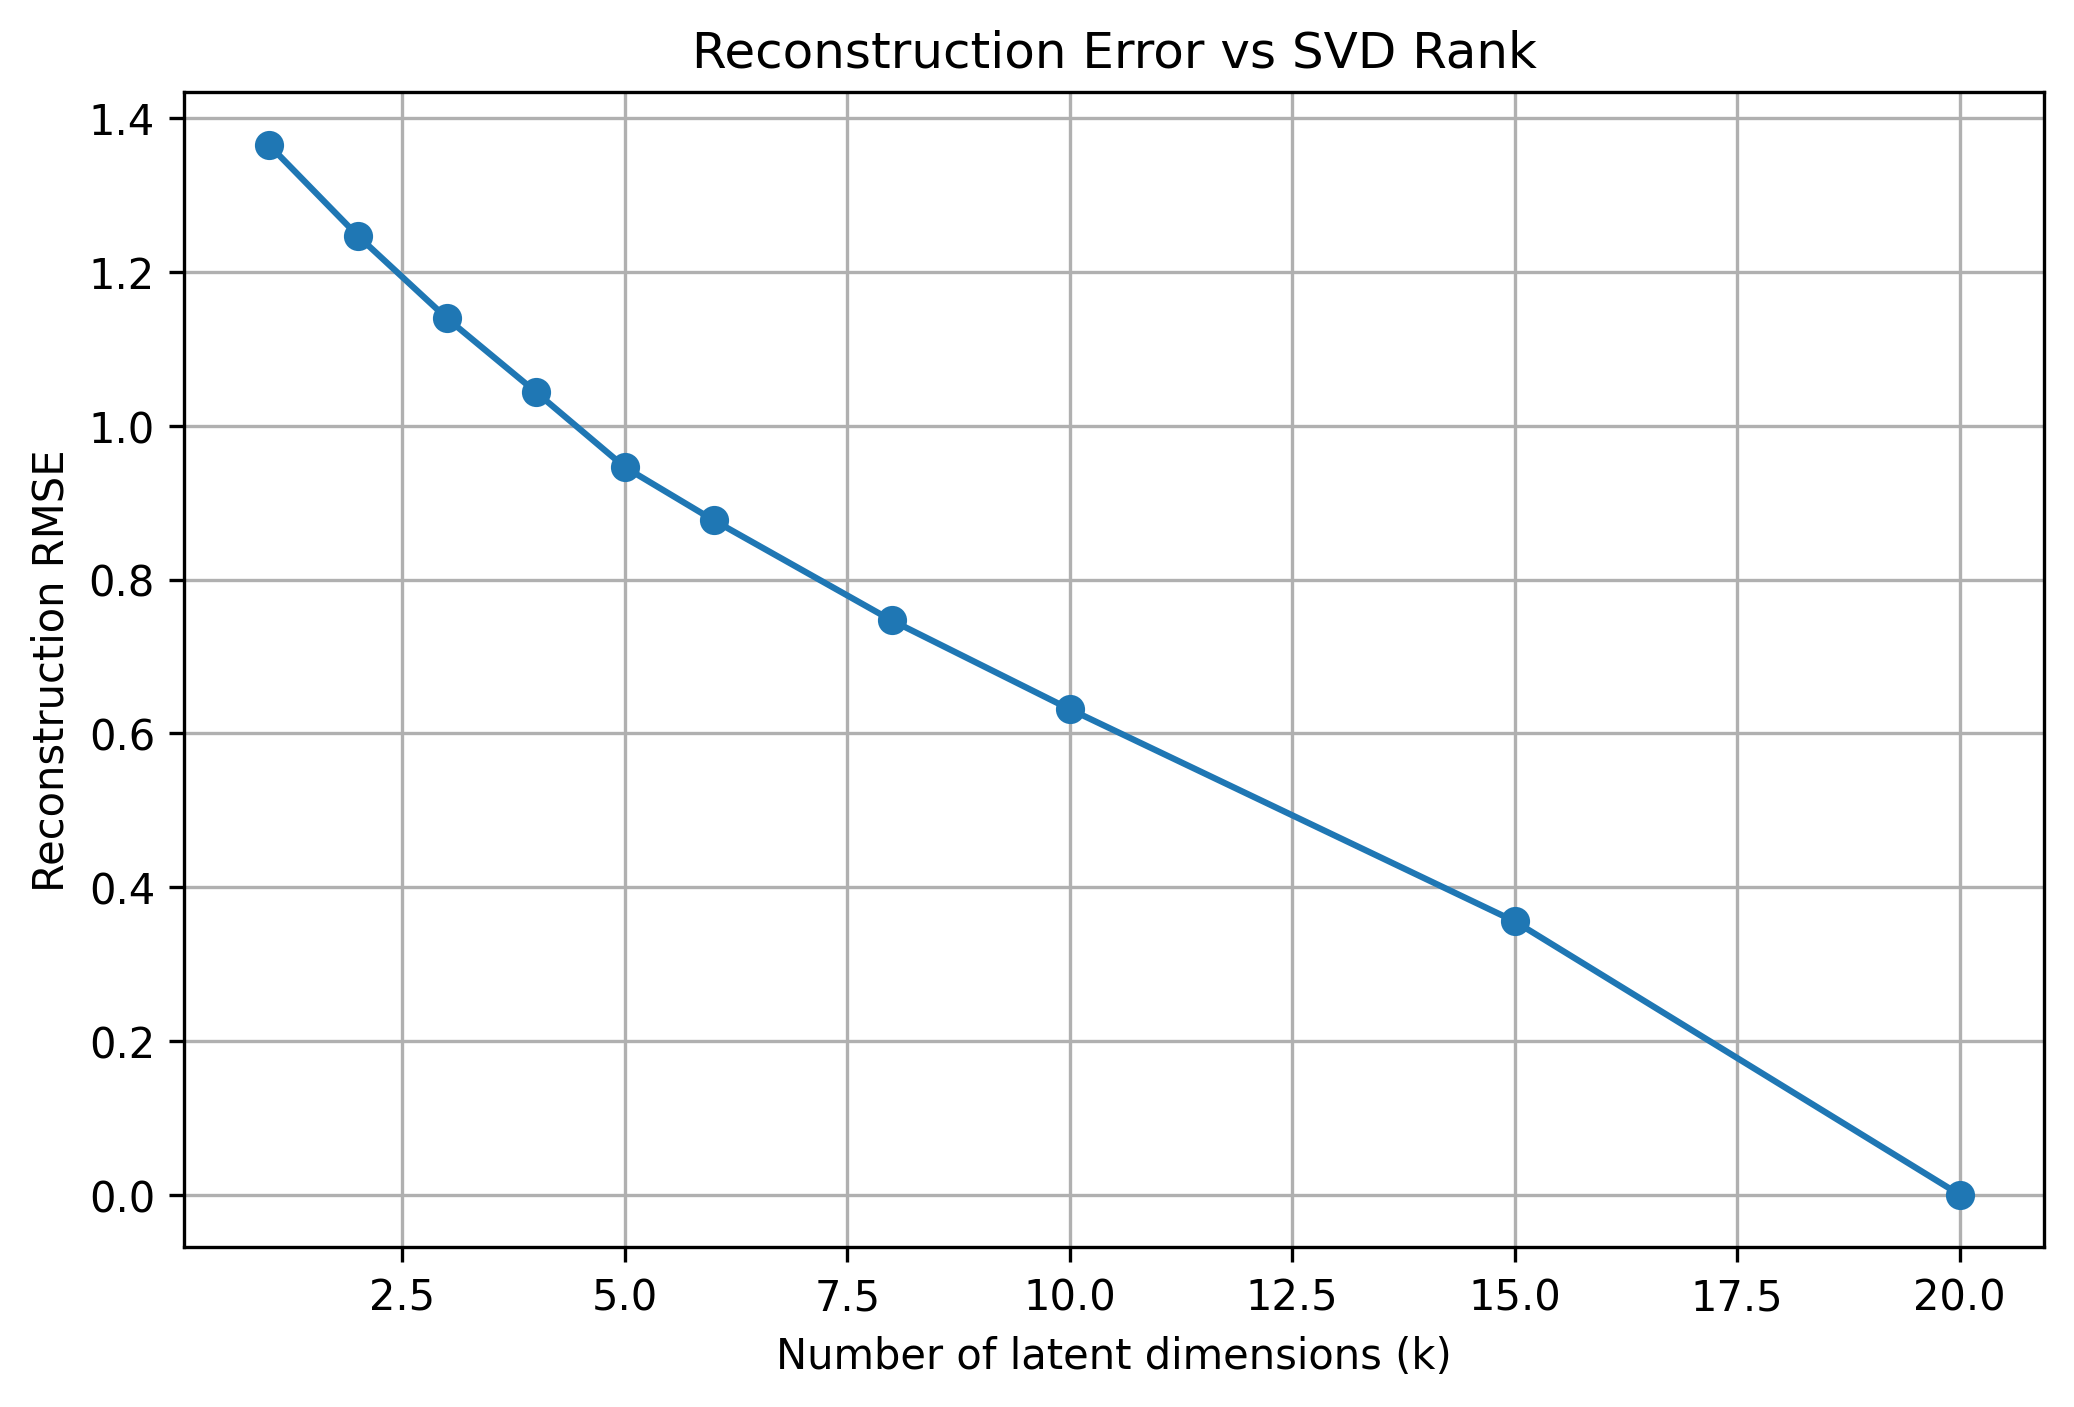 Reconstruction Error vs SVD Rank
Reconstruction RMSE
1.4
1.2
1.0
0.8
0.6
0.4
0.2
0.0
2.5 5.0 7.5 10.0 12.5 15.0 17.5 20.0
Number of latent dimensions (k)